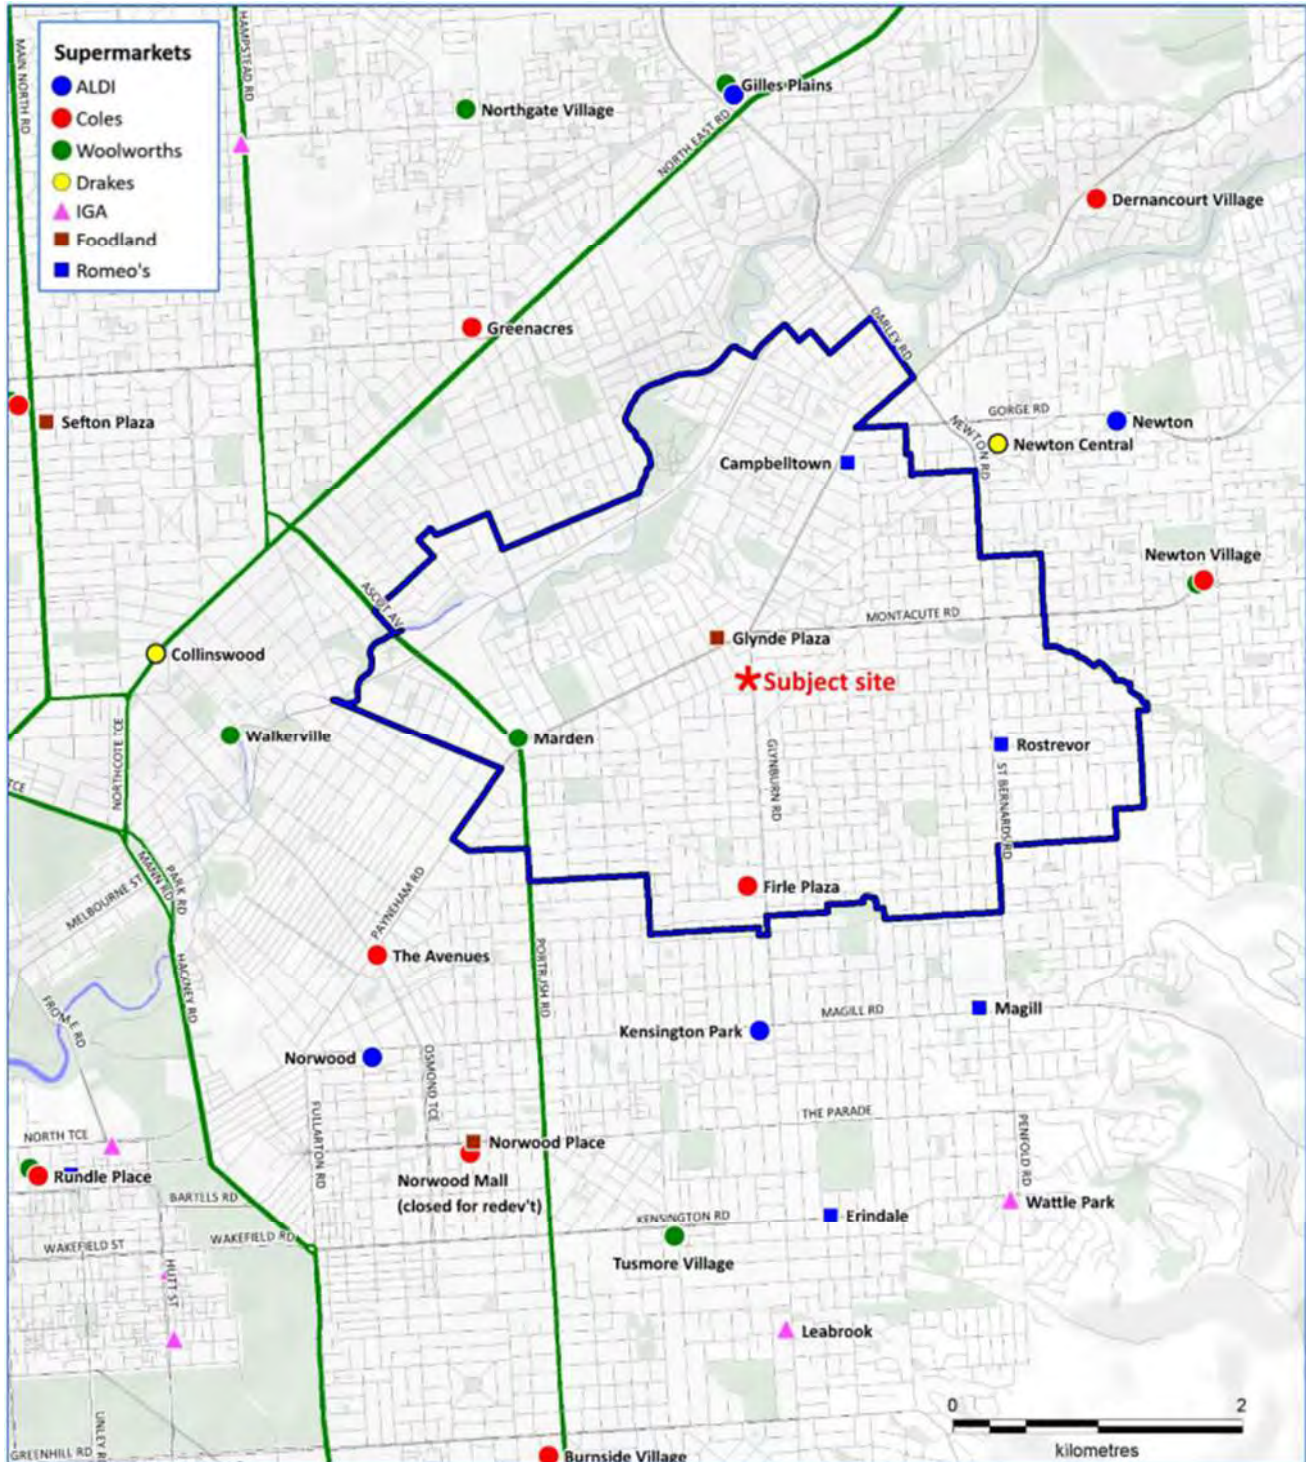 Supermarkets
ALDI
Coles
Woolworths
Drakes
IGA
Foodland
Romeo's
MAIN NORTH RD
HAMPSTEAD RD
Northgate Village
Gilles Plains
NORTH EAST RD
Dernancourt Village
Greenacres
DARLEY RD
Sefton Plaza
GORGE RD
Newton
NEWTON RD
Newton Central
Campbelltown
Newton Village
ASCOT AV
MONTACUTE RD
Glynde Plaza
Collinswood
Subject site
Walkerville
Marden
Rostrevor
NORTHCOTE TCE
TCE
GLYNBURN RD
ST BERNARDS RD
MANN RD
PARK RD
MELBOURNE ST
Firle Plaza
PAYNEHAM RD
The Avenues
HACKNEY RD
PORTRUSH RD
FROME RD
MAGILL RD
Magill
Kensington Park
Norwood
OSMOND TCE
FULLARTON RD
THE PARADE
PENFOLD RD
NORTH TCE
Norwood Place
Rundle Place
Norwood Mall
(closed for redev't)
BARTELS RD
Wattle Park
KENSINGTON RD
Erindale
WAKEFIELD ST
WAKEFIELD RD
Tusmore Village
HUTT ST
Leabrook
0 2
kilometres
UNLEY R
GREENHILL RD
Burnside Village